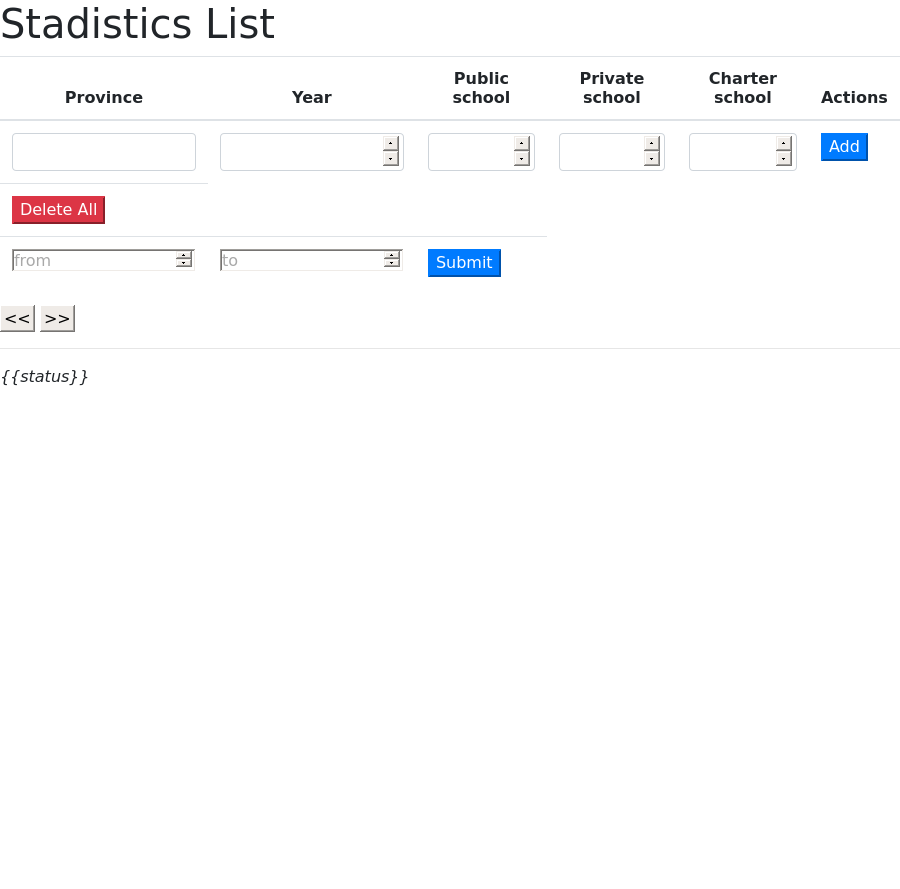 Stadistics List
Province Year Public school Private school Charter school Actions
Add
Delete All
from to Submit
<< >>
{{status}}